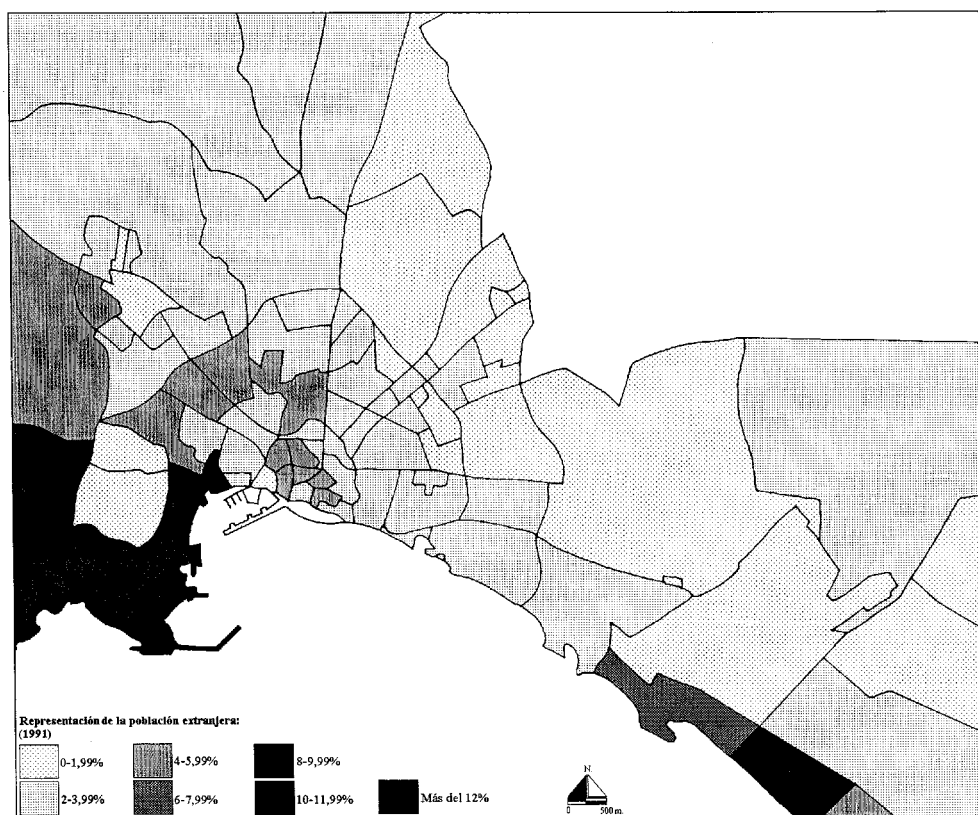 Representación de la población extranjera:
(1991)
0-1,99%
4-5,99%
8-9,99%
2-3,99%
6-7,99%
10-11,99%
Más del 12%
N.
0 500 m.